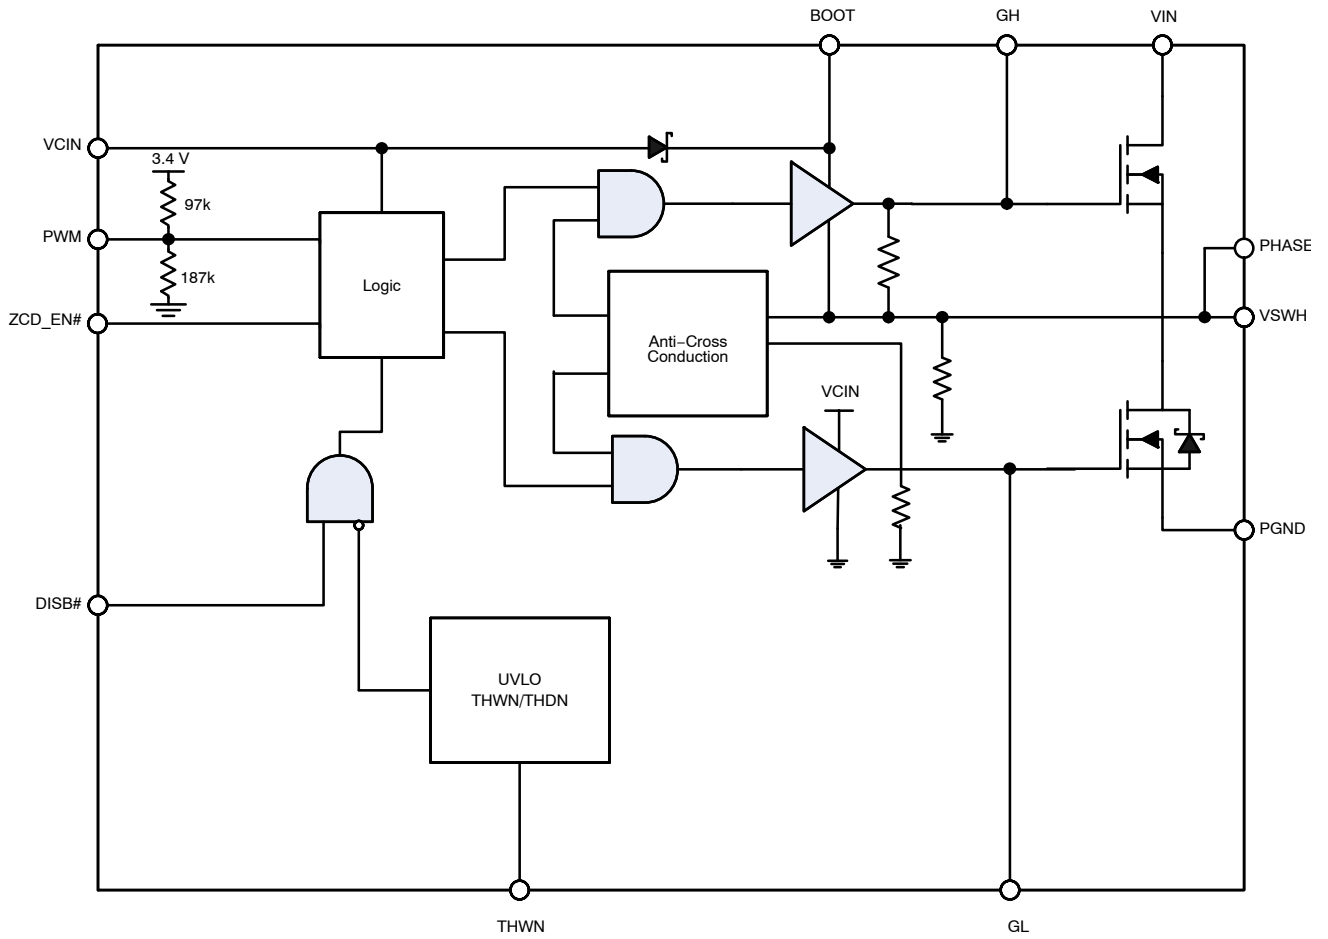 BOOT
GH
VIN
VCIN
3.4 V
97k
PWM
187k
ZCD_EN#
Logic
Anti−Cross
Conduction
PHASE
VSWH
VCIN
PGND
DISB#
UVLO
THWN/THDN
THWN
GL